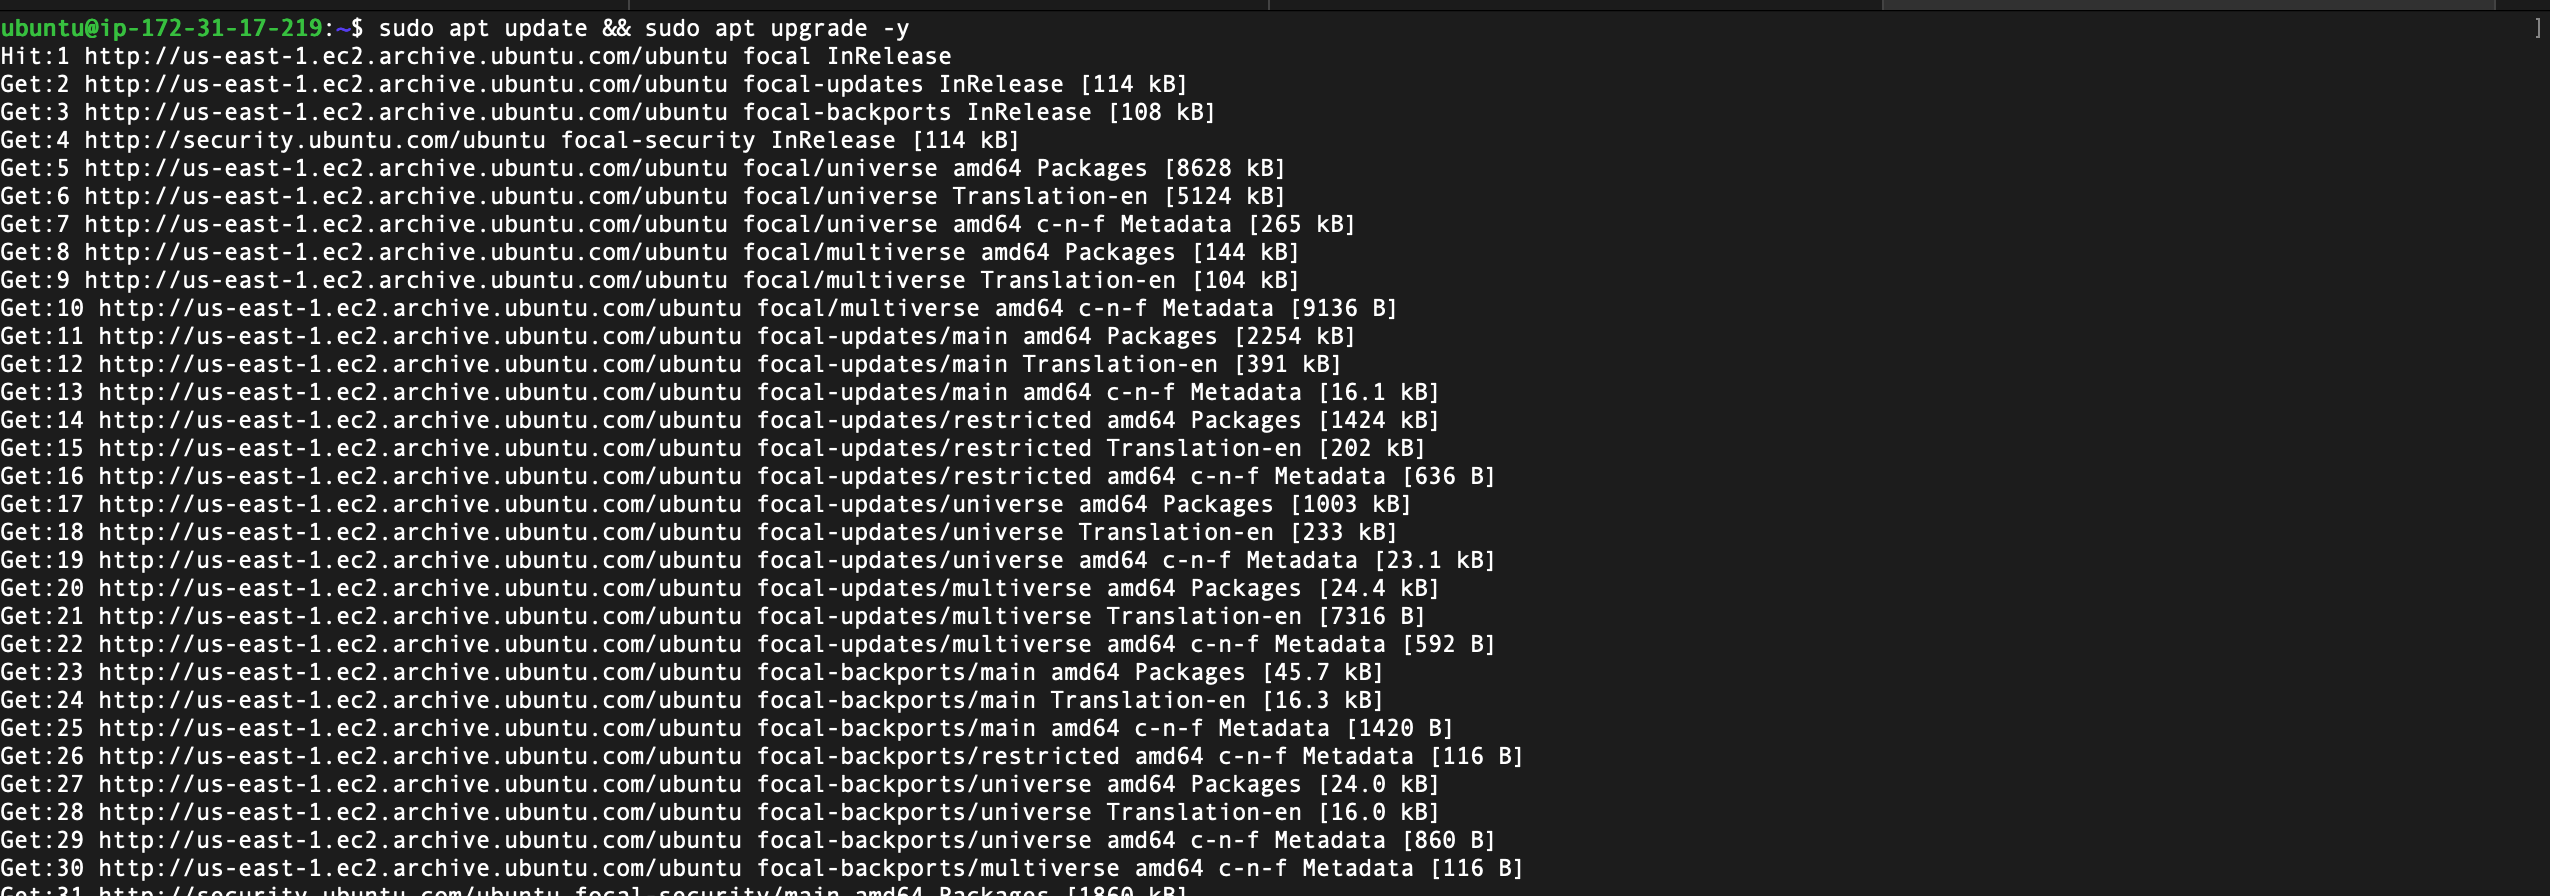 ubuntu@ip-172-31-17-219:~$ sudo apt update && sudo apt upgrade -y ]
Hit:1 http://us-east-1.ec2.archive.ubuntu.com/ubuntu focal InRelease
Get:2 http://us-east-1.ec2.archive.ubuntu.com/ubuntu focal-updates InRelease [114 kB]
Get:3 http://us-east-1.ec2.archive.ubuntu.com/ubuntu focal-backports InRelease [108 kB]
Get:4 http://security.ubuntu.com/ubuntu focal-security InRelease [114 kB]
Get:5 http://us-east-1.ec2.archive.ubuntu.com/ubuntu focal/universe amd64 Packages [8628 kB]
Get:6 http://us-east-1.ec2.archive.ubuntu.com/ubuntu focal/universe Translation-en [5124 kB]
Get:7 http://us-east-1.ec2.archive.ubuntu.com/ubuntu focal/universe amd64 c-n-f Metadata [265 kB]
Get:8 http://us-east-1.ec2.archive.ubuntu.com/ubuntu focal/multiverse amd64 Packages [144 kB]
Get:9 http://us-east-1.ec2.archive.ubuntu.com/ubuntu focal/multiverse Translation-en [104 kB]
Get:10 http://us-east-1.ec2.archive.ubuntu.com/ubuntu focal/multiverse amd64 c-n-f Metadata [9136 B]
Get:11 http://us-east-1.ec2.archive.ubuntu.com/ubuntu focal-updates/main amd64 Packages [2254 kB]
Get:12 http://us-east-1.ec2.archive.ubuntu.com/ubuntu focal-updates/main Translation-en [391 kB]
Get:13 http://us-east-1.ec2.archive.ubuntu.com/ubuntu focal-updates/main amd64 c-n-f Metadata [16.1 kB]
Get:14 http://us-east-1.ec2.archive.ubuntu.com/ubuntu focal-updates/restricted amd64 Packages [1424 kB]
Get:15 http://us-east-1.ec2.archive.ubuntu.com/ubuntu focal-updates/restricted Translation-en [202 kB]
Get:16 http://us-east-1.ec2.archive.ubuntu.com/ubuntu focal-updates/restricted amd64 c-n-f Metadata [636 B]
Get:17 http://us-east-1.ec2.archive.ubuntu.com/ubuntu focal-updates/universe amd64 Packages [1003 kB]
Get:18 http://us-east-1.ec2.archive.ubuntu.com/ubuntu focal-updates/universe Translation-en [233 kB]
Get:19 http://us-east-1.ec2.archive.ubuntu.com/ubuntu focal-updates/universe amd64 c-n-f Metadata [23.1 kB]
Get:20 http://us-east-1.ec2.archive.ubuntu.com/ubuntu focal-updates/multiverse amd64 Packages [24.4 kB]
Get:21 http://us-east-1.ec2.archive.ubuntu.com/ubuntu focal-updates/multiverse Translation-en [7316 B]
Get:22 http://us-east-1.ec2.archive.ubuntu.com/ubuntu focal-updates/multiverse amd64 c-n-f Metadata [592 B]
Get:23 http://us-east-1.ec2.archive.ubuntu.com/ubuntu focal-backports/main amd64 Packages [45.7 kB]
Get:24 http://us-east-1.ec2.archive.ubuntu.com/ubuntu focal-backports/main Translation-en [16.3 kB]
Get:25 http://us-east-1.ec2.archive.ubuntu.com/ubuntu focal-backports/main amd64 c-n-f Metadata [1420 B]
Get:26 http://us-east-1.ec2.archive.ubuntu.com/ubuntu focal-backports/restricted amd64 c-n-f Metadata [116 B]
Get:27 http://us-east-1.ec2.archive.ubuntu.com/ubuntu focal-backports/universe amd64 Packages [24.0 kB]
Get:28 http://us-east-1.ec2.archive.ubuntu.com/ubuntu focal-backports/universe Translation-en [16.0 kB]
Get:29 http://us-east-1.ec2.archive.ubuntu.com/ubuntu focal-backports/universe amd64 c-n-f Metadata [860 B]
Get:30 http://us-east-1.ec2.archive.ubuntu.com/ubuntu focal-backports/multiverse amd64 c-n-f Metadata [116 B]
Get:31 http://security.ubuntu.com/ubuntu focal-security/main amd64 Packages [1860 kB]